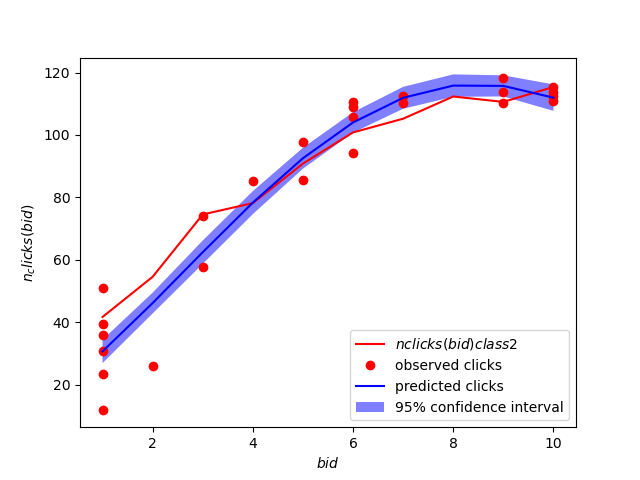 120
100
80
60
40
20
n_clicks(bid)
nclicks(bid)class2
observed clicks
predicted clicks
95% confidence interval
2
4
6
8
10
bid